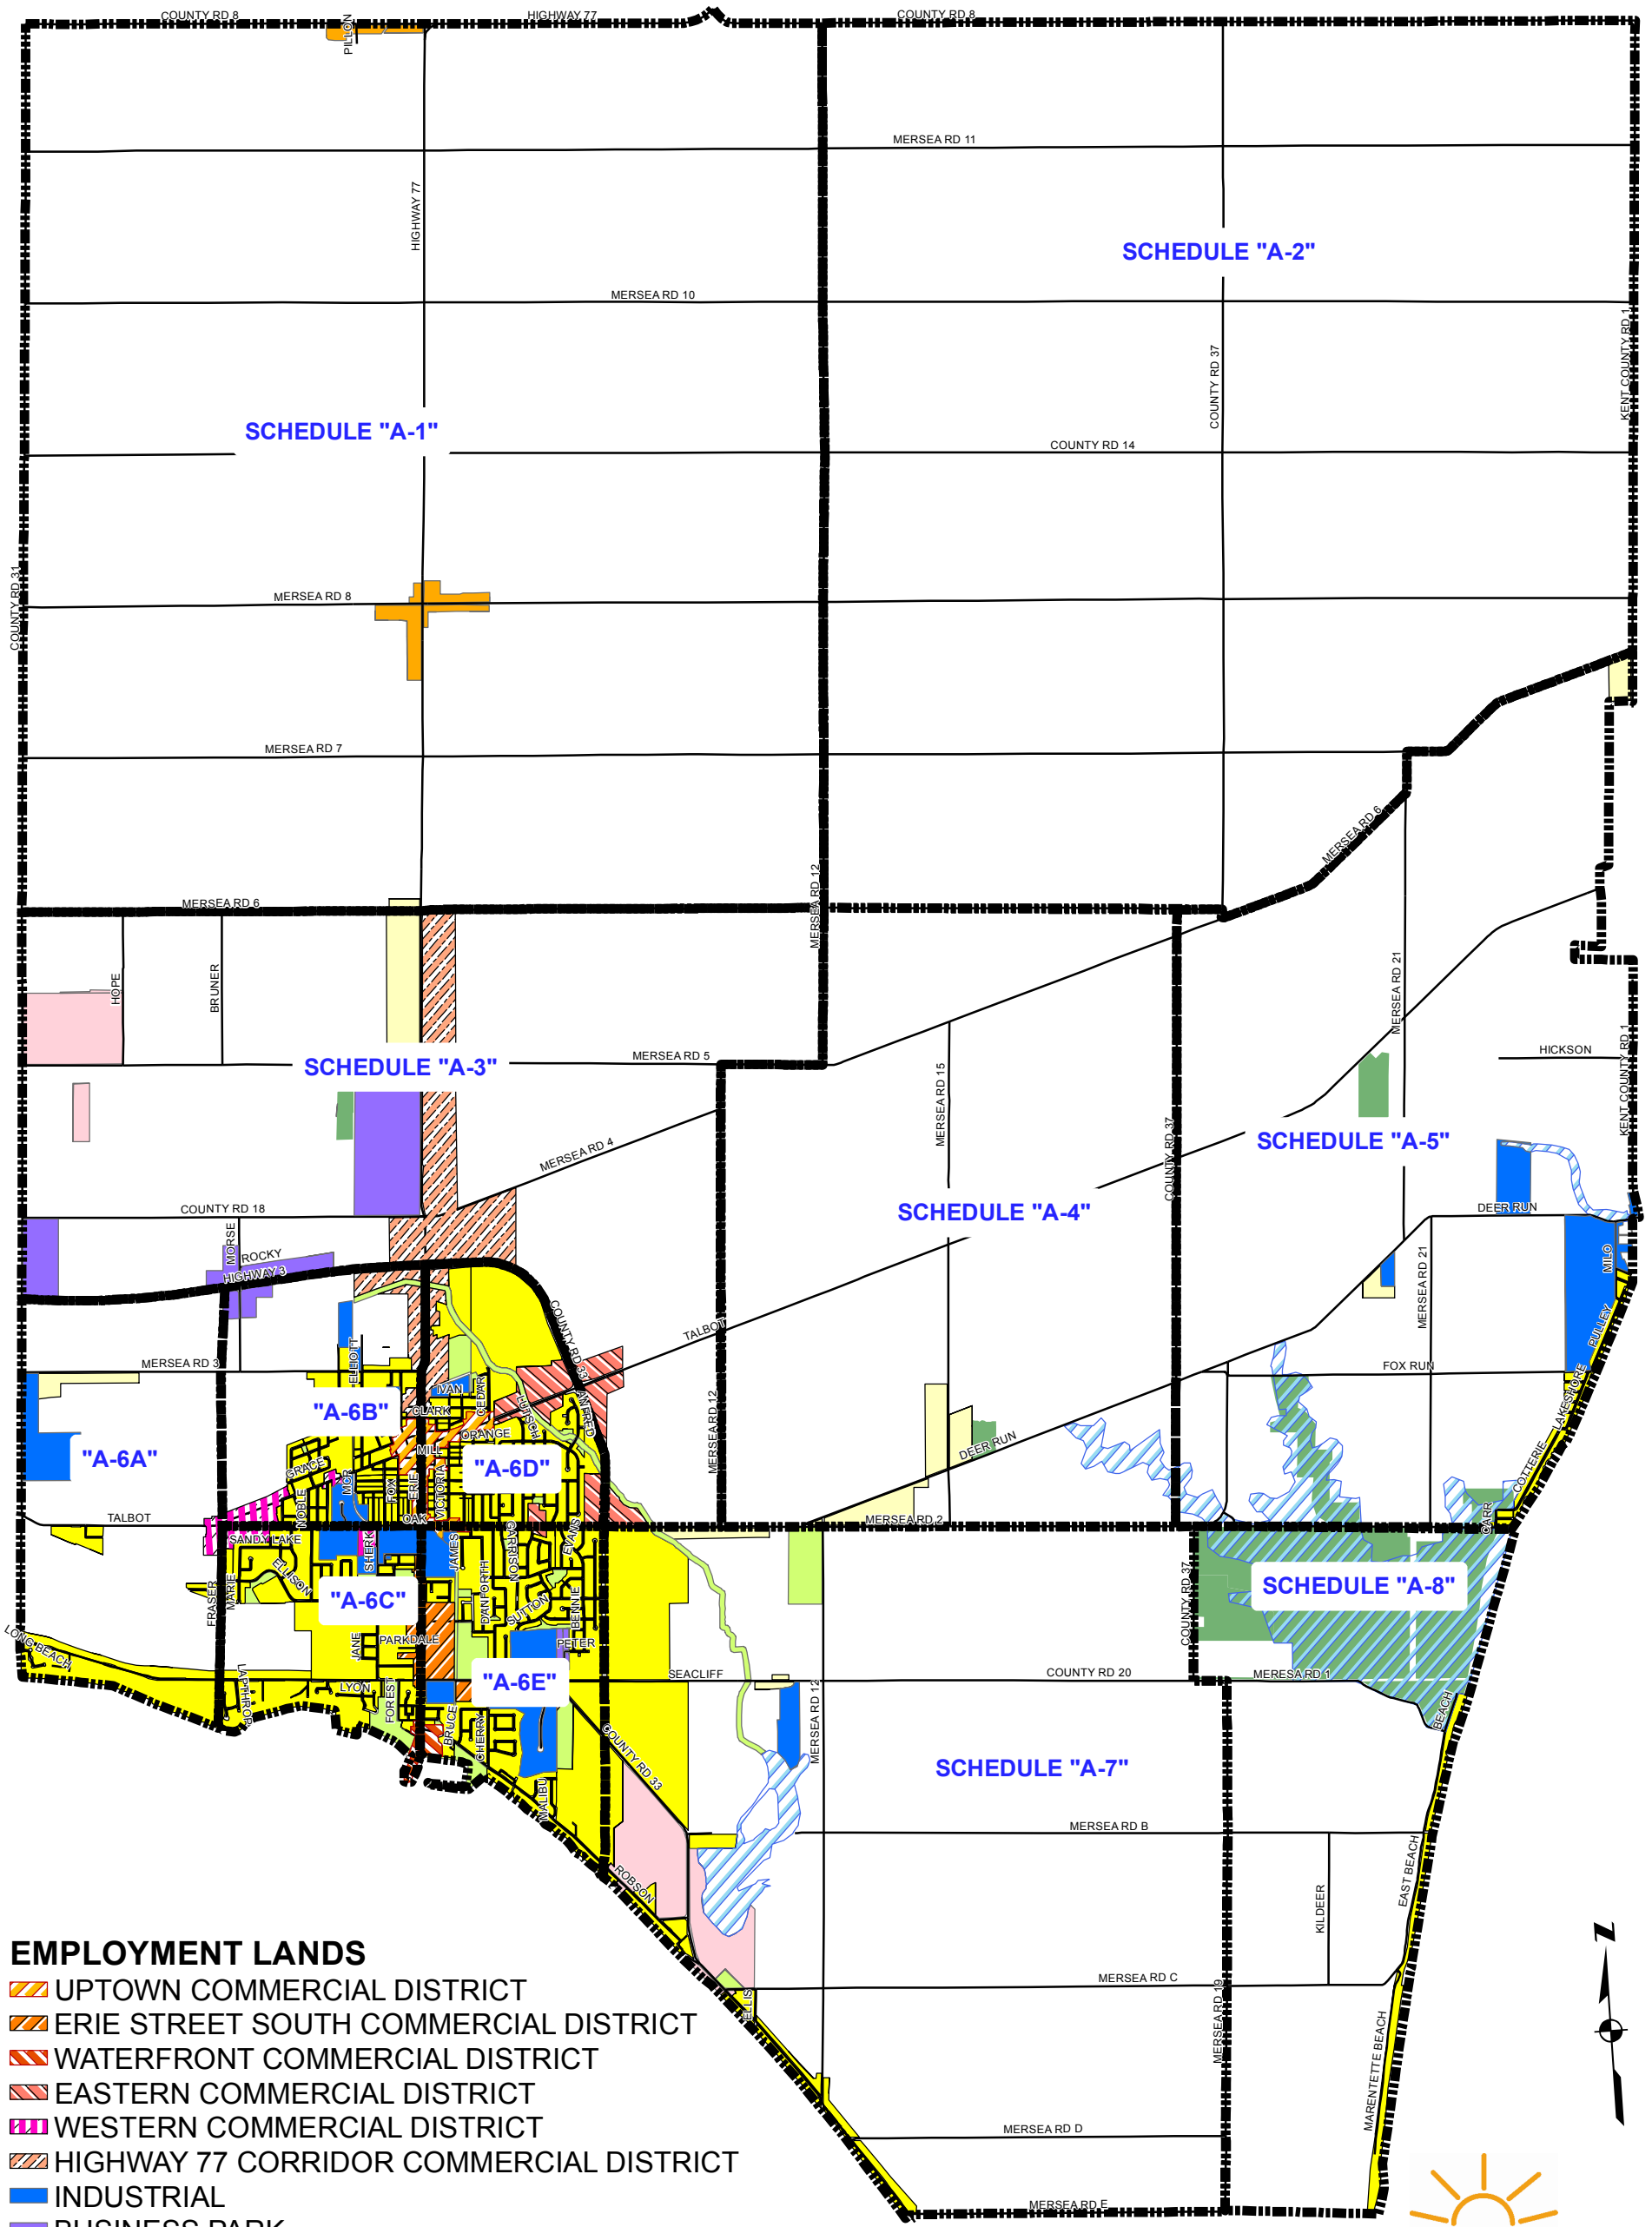 COUNTY RD 8
HIGHWAY 77
COUNTY RD 8
PILLON
MERSEA RD 11
HIGHWAY 77
SCHEDULE "A-2"
MERSEA RD 10
KENT COUNTY RD 1
COUNTY RD 37
SCHEDULE "A-1"
COUNTY RD 14
COUNTY RD 31
MERSEA RD 8
MERSEA RD 7
MERSEA RD 6
MERSEA RD 12
MERSEA RD 6
HOPE
BRUNER
MERSEA RD 21
SCHEDULE "A-3"
MERSEA RD 5
HICKSON
MERSEA RD 15
KENT COUNTY RD 1
MERSEA RD 4
COUNTY RD 37
SCHEDULE "A-5"
COUNTY RD 18
SCHEDULE "A-4"
DEER RUN
MORSE
ROCKY
HIGHWAY 3
MILO
MERSEA RD 21
COUNTY RD 33
TALBOT
PULLEY
MERSEA RD 3
ELLIOTT
FOX RUN
IVAN
CEDAR
"A-6B"
CLARK
LUTSCH
LAKESHORE
MERSEA RD 12
ORANGE
DEER RUN
MILL
"A-6A"
"A-6D"
GRACE
COTTERIE
NOBLE
FOX
ERIE
VICTORIA
TALBOT
OAK
MERSEA RD 2
CARR
SANDY LAKE
SHERK
JAMES
GARRISON
EVANS
ELLISON
"A-6C"
DANFORTH
SUTTON
BENNIE
COUNTY RD 37
SCHEDULE "A-8"
FRASER
MARIE
LONG BEACH
JANE
PARKDALE
PETER
"A-6E"
SEACLIFF
COUNTY RD 20
MERESA RD 1
LYON
FOREST
BRUCE
CHERRY
BEACH
COUNTY RD 33
MERSEA RD 12
SCHEDULE "A-7"
MALIBU
MERSEA RD B
ROBSON
EAST BEACH
KILDEER
MERSEA RD C
ELLIS
MERSEA RD 19
MARENTETTE BEACH
MERSEA RD D
MERSEA RD E
N
EMPLOYMENT LANDS
UPTOWN COMMERCIAL DISTRICT
ERIE STREET SOUTH COMMERCIAL DISTRICT
WATERFRONT COMMERCIAL DISTRICT
EASTERN COMMERCIAL DISTRICT
WESTERN COMMERCIAL DISTRICT
HIGHWAY 77 CORRIDOR COMMERCIAL DISTRICT
INDUSTRIAL
BUSINESS PARK